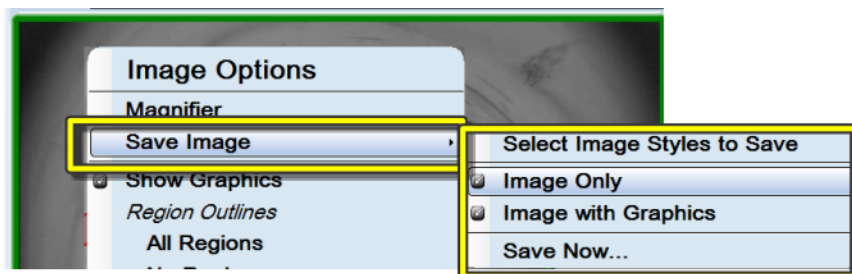 Image Options
Magnifier
Save Image
Show Graphics
Region Outlines
All Regions
Select Image Styles to Save
Image Only
Image with Graphics
Save Now...